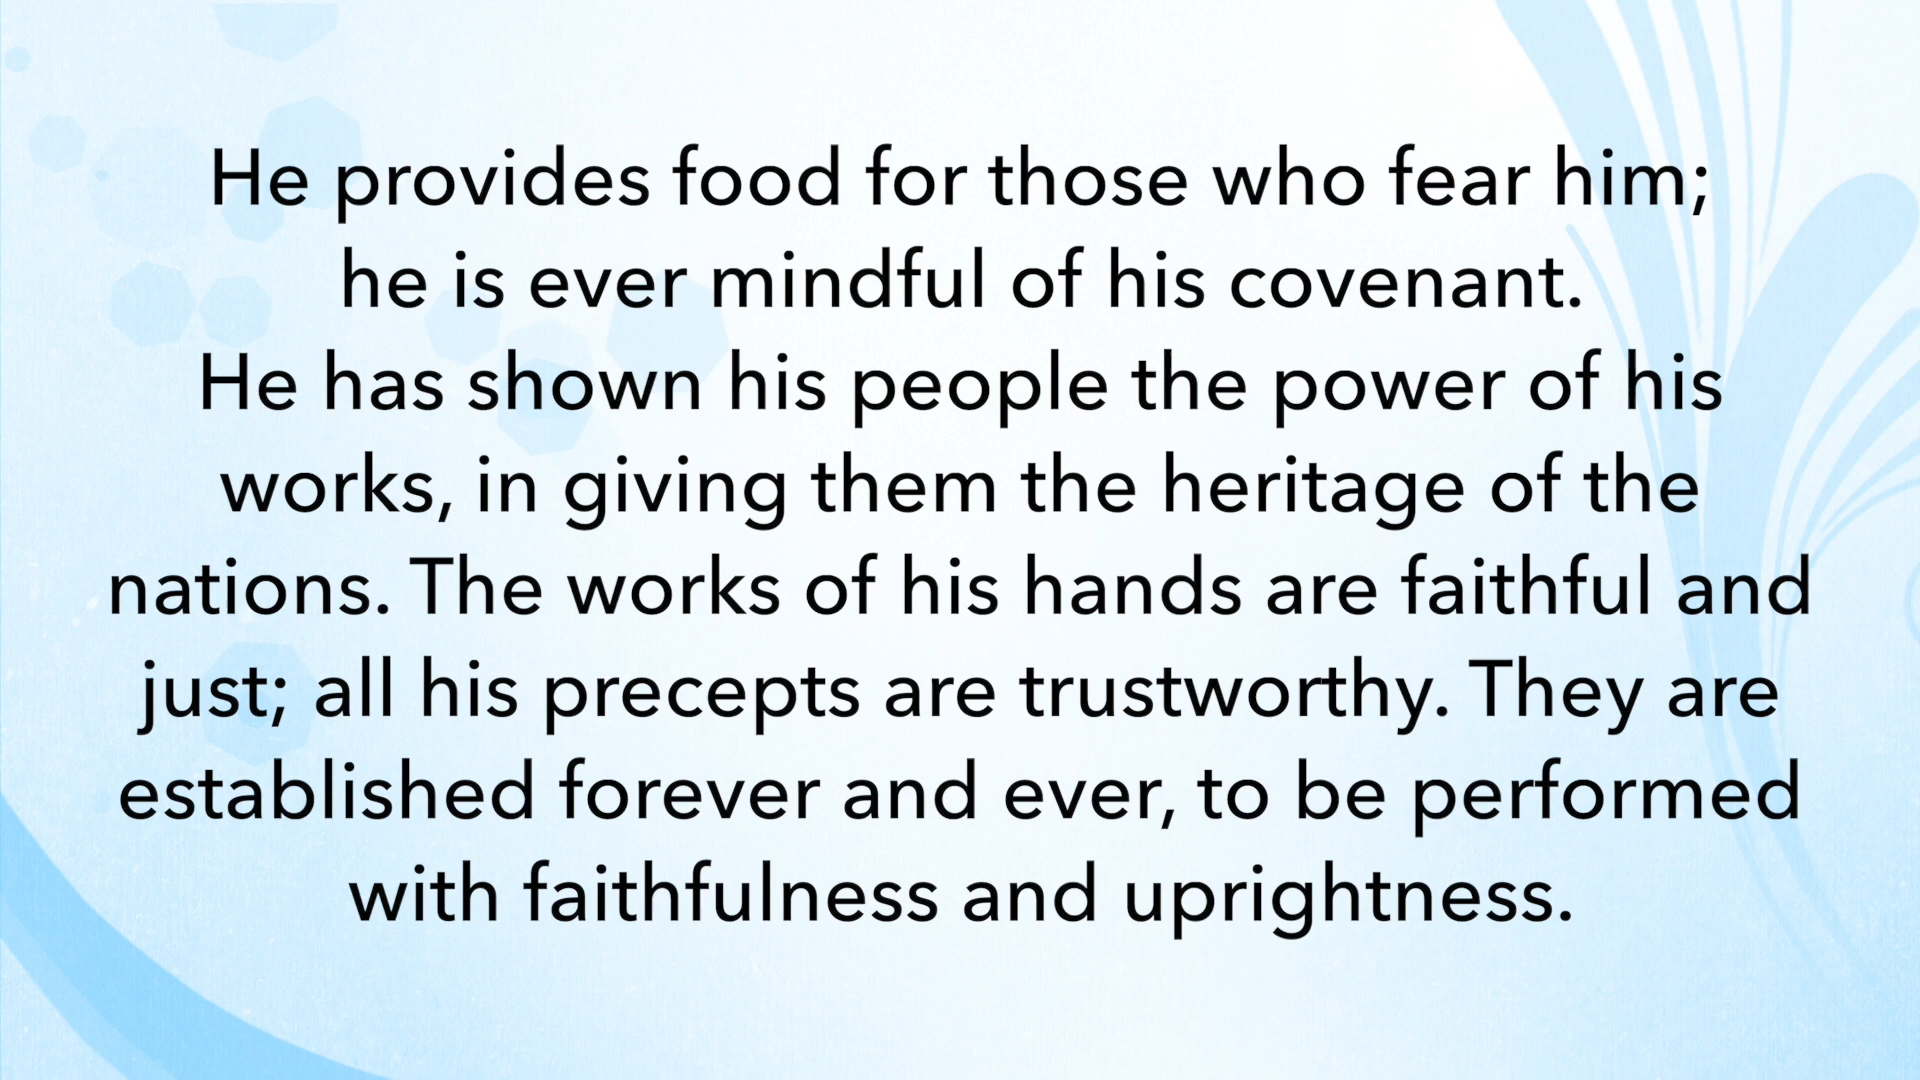 He provides food for those who fear him;
he is ever mindful of his covenant.
He has shown his people the power of his
works, in giving them the heritage of the
nations. The works of his hands are faithful and
just; all his precepts are trustworthy. They are
established forever and ever, to be performed
with faithfulness and uprightness.